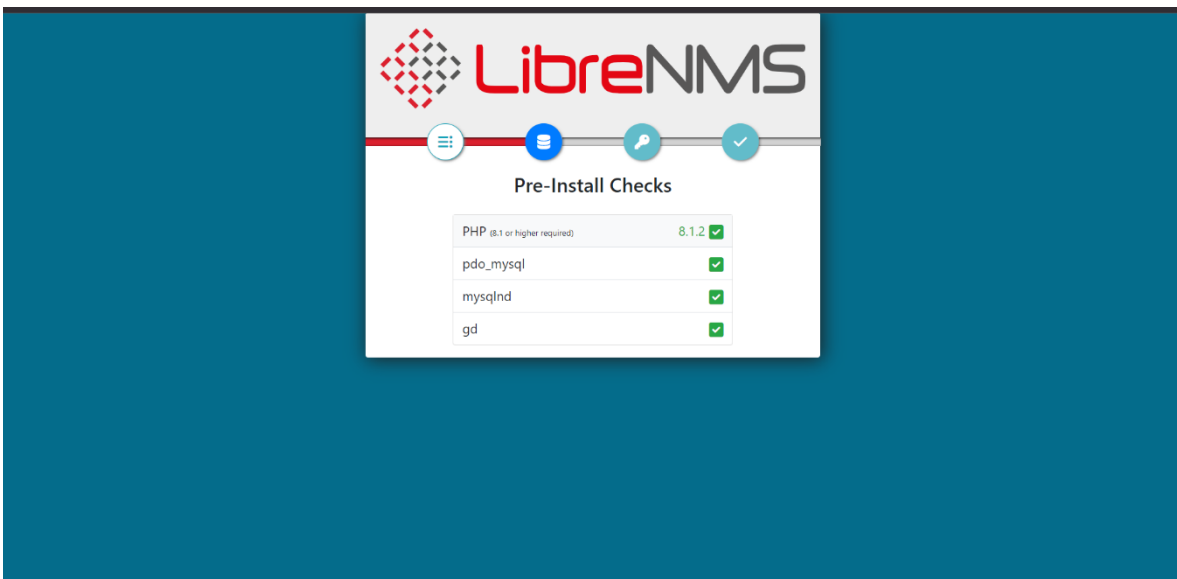 LibreNMS
Pre-Install Checks
PHP (8.1 or higher required) 8.1.2
pdo_mysql
mysqlnd
gd